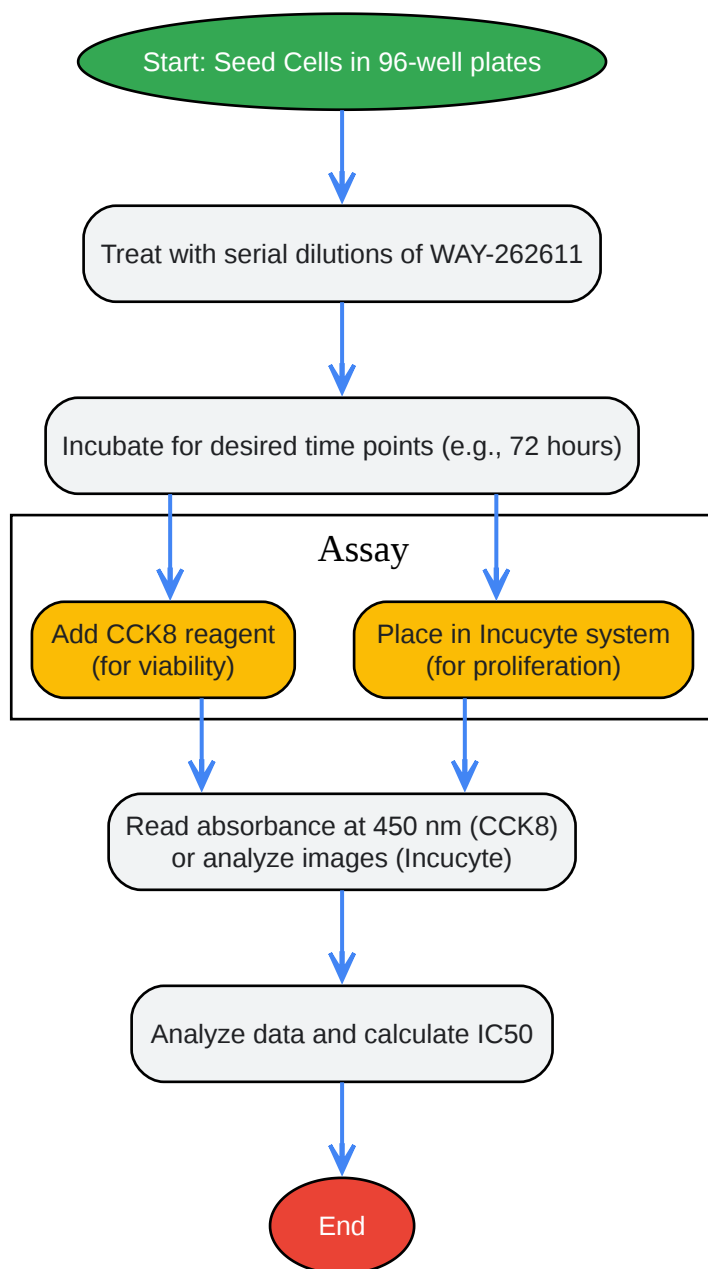 Start: Seed Cells in 96-well plates
Treat with serial dilutions of WAY-262611
Incubate for desired time points (e.g., 72 hours)
Assay
Add CCK8 reagent
(for viability)
Place in Incucyte system
(for proliferation)
Read absorbance at 450 nm (CCK8)
or analyze images (Incucyte)
Analyze data and calculate IC50
End